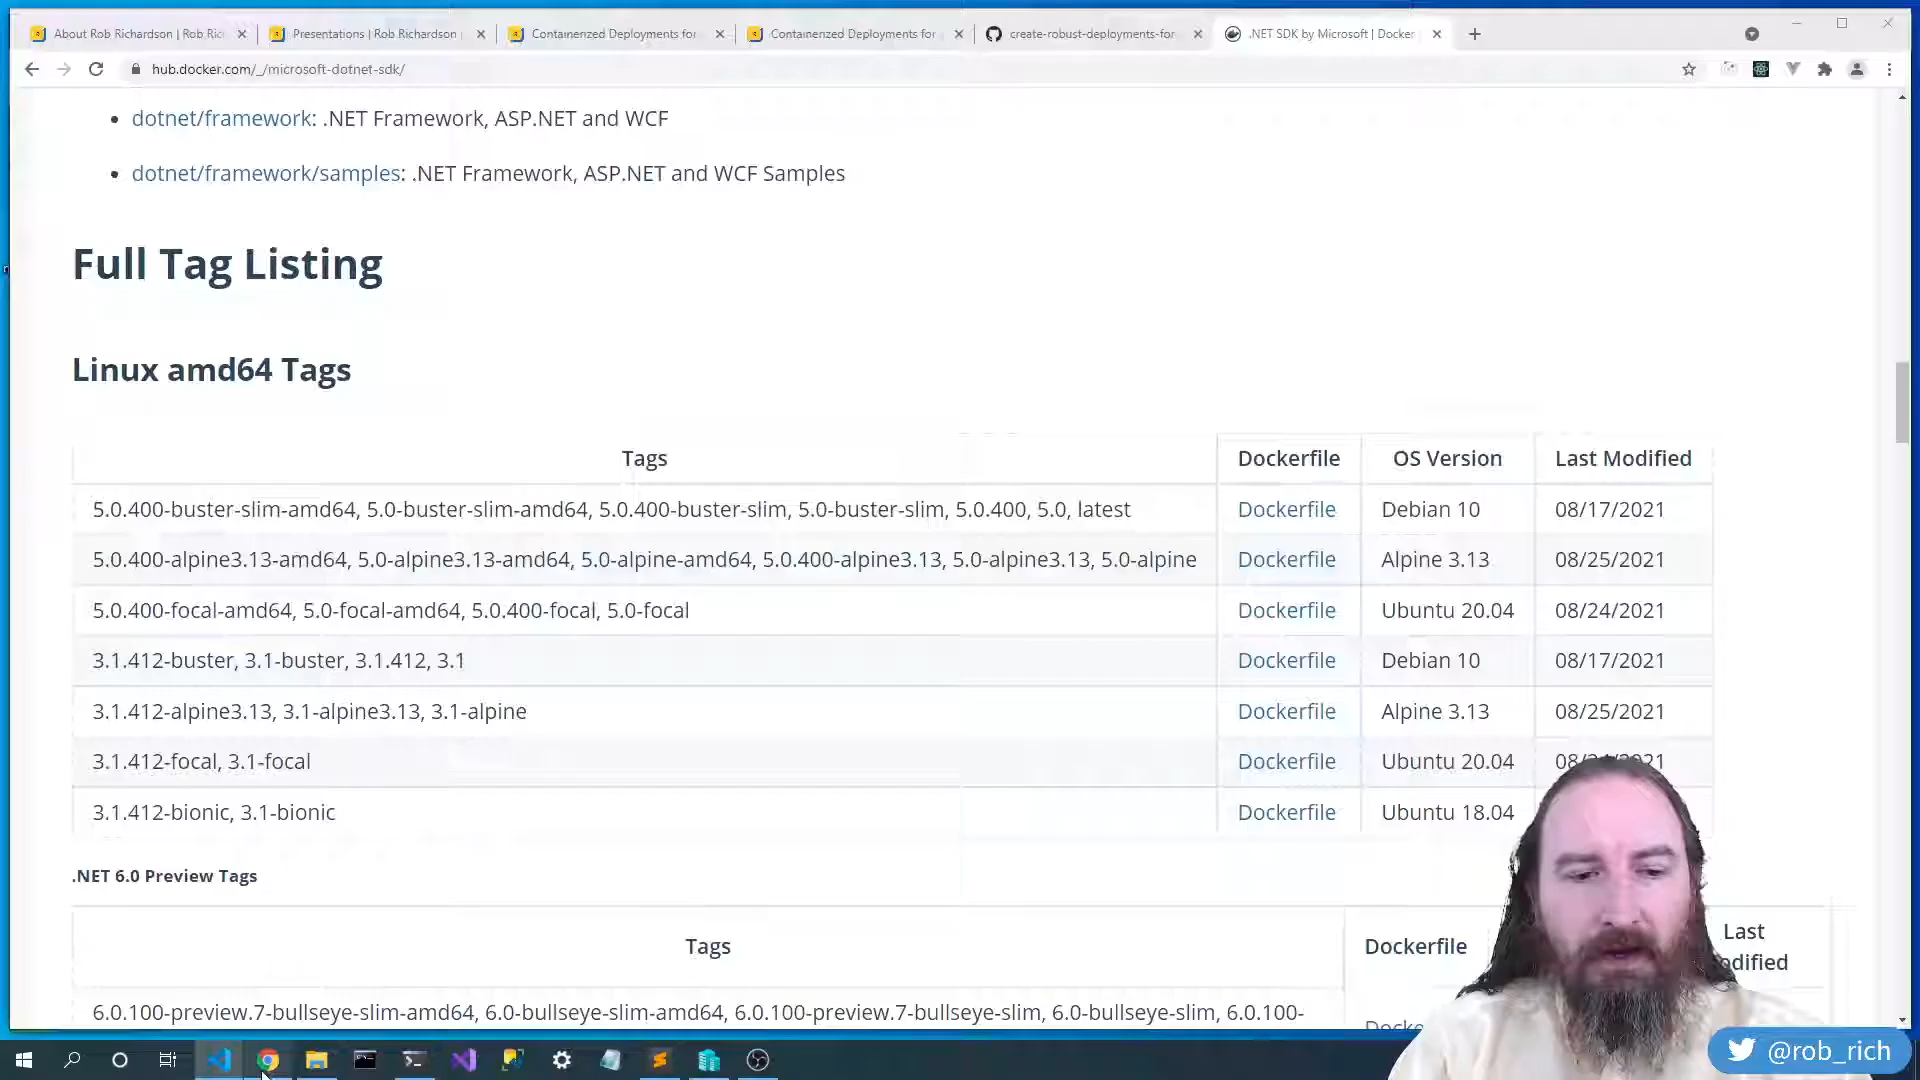 About Rob Richardson | Rob Ric
Presentations | Rob Richardson
Containerized Deployments for
Containerized Deployments for
create-robust-deployments-for
.NET SDK by Microsoft | Docker
hub.docker.com/_/microsoft-dotnet-sdk/
• dotnet/framework: .NET Framework, ASP.NET and WCF
• dotnet/framework/samples: .NET Framework, ASP.NET and WCF Samples
Full Tag Listing
Linux amd64 Tags
Tags Dockerfile OS Version Last Modified
5.0.400-buster-slim-amd64, 5.0-buster-slim-amd64, 5.0.400-buster-slim, 5.0-buster-slim, 5.0.400, 5.0, latest Dockerfile Debian 10 08/17/2021
5.0.400-alpine3.13-amd64, 5.0-alpine3.13-amd64, 5.0-alpine-amd64, 5.0.400-alpine3.13, 5.0-alpine3.13, 5.0-alpine Dockerfile Alpine 3.13 08/25/2021
5.0.400-focal-amd64, 5.0-focal-amd64, 5.0.400-focal, 5.0-focal Dockerfile Ubuntu 20.04 08/24/2021
3.1.412-buster, 3.1-buster, 3.1.412, 3.1 Dockerfile Debian 10 08/17/2021
3.1.412-alpine3.13, 3.1-alpine3.13, 3.1-alpine Dockerfile Alpine 3.13 08/25/2021
3.1.412-focal, 3.1-focal Dockerfile Ubuntu 20.04
3.1.412-bionic, 3.1-bionic Dockerfile Ubuntu 18.04
.NET 6.0 Preview Tags
Tags Dockerfile Last
6.0.100-preview.7-bullseye-slim-amd64, 6.0-bullseye-slim-amd64, 6.0.100-preview.7-bullseye-slim, 6.0-bullseye-slim, 6.0.100-
@rob_rich